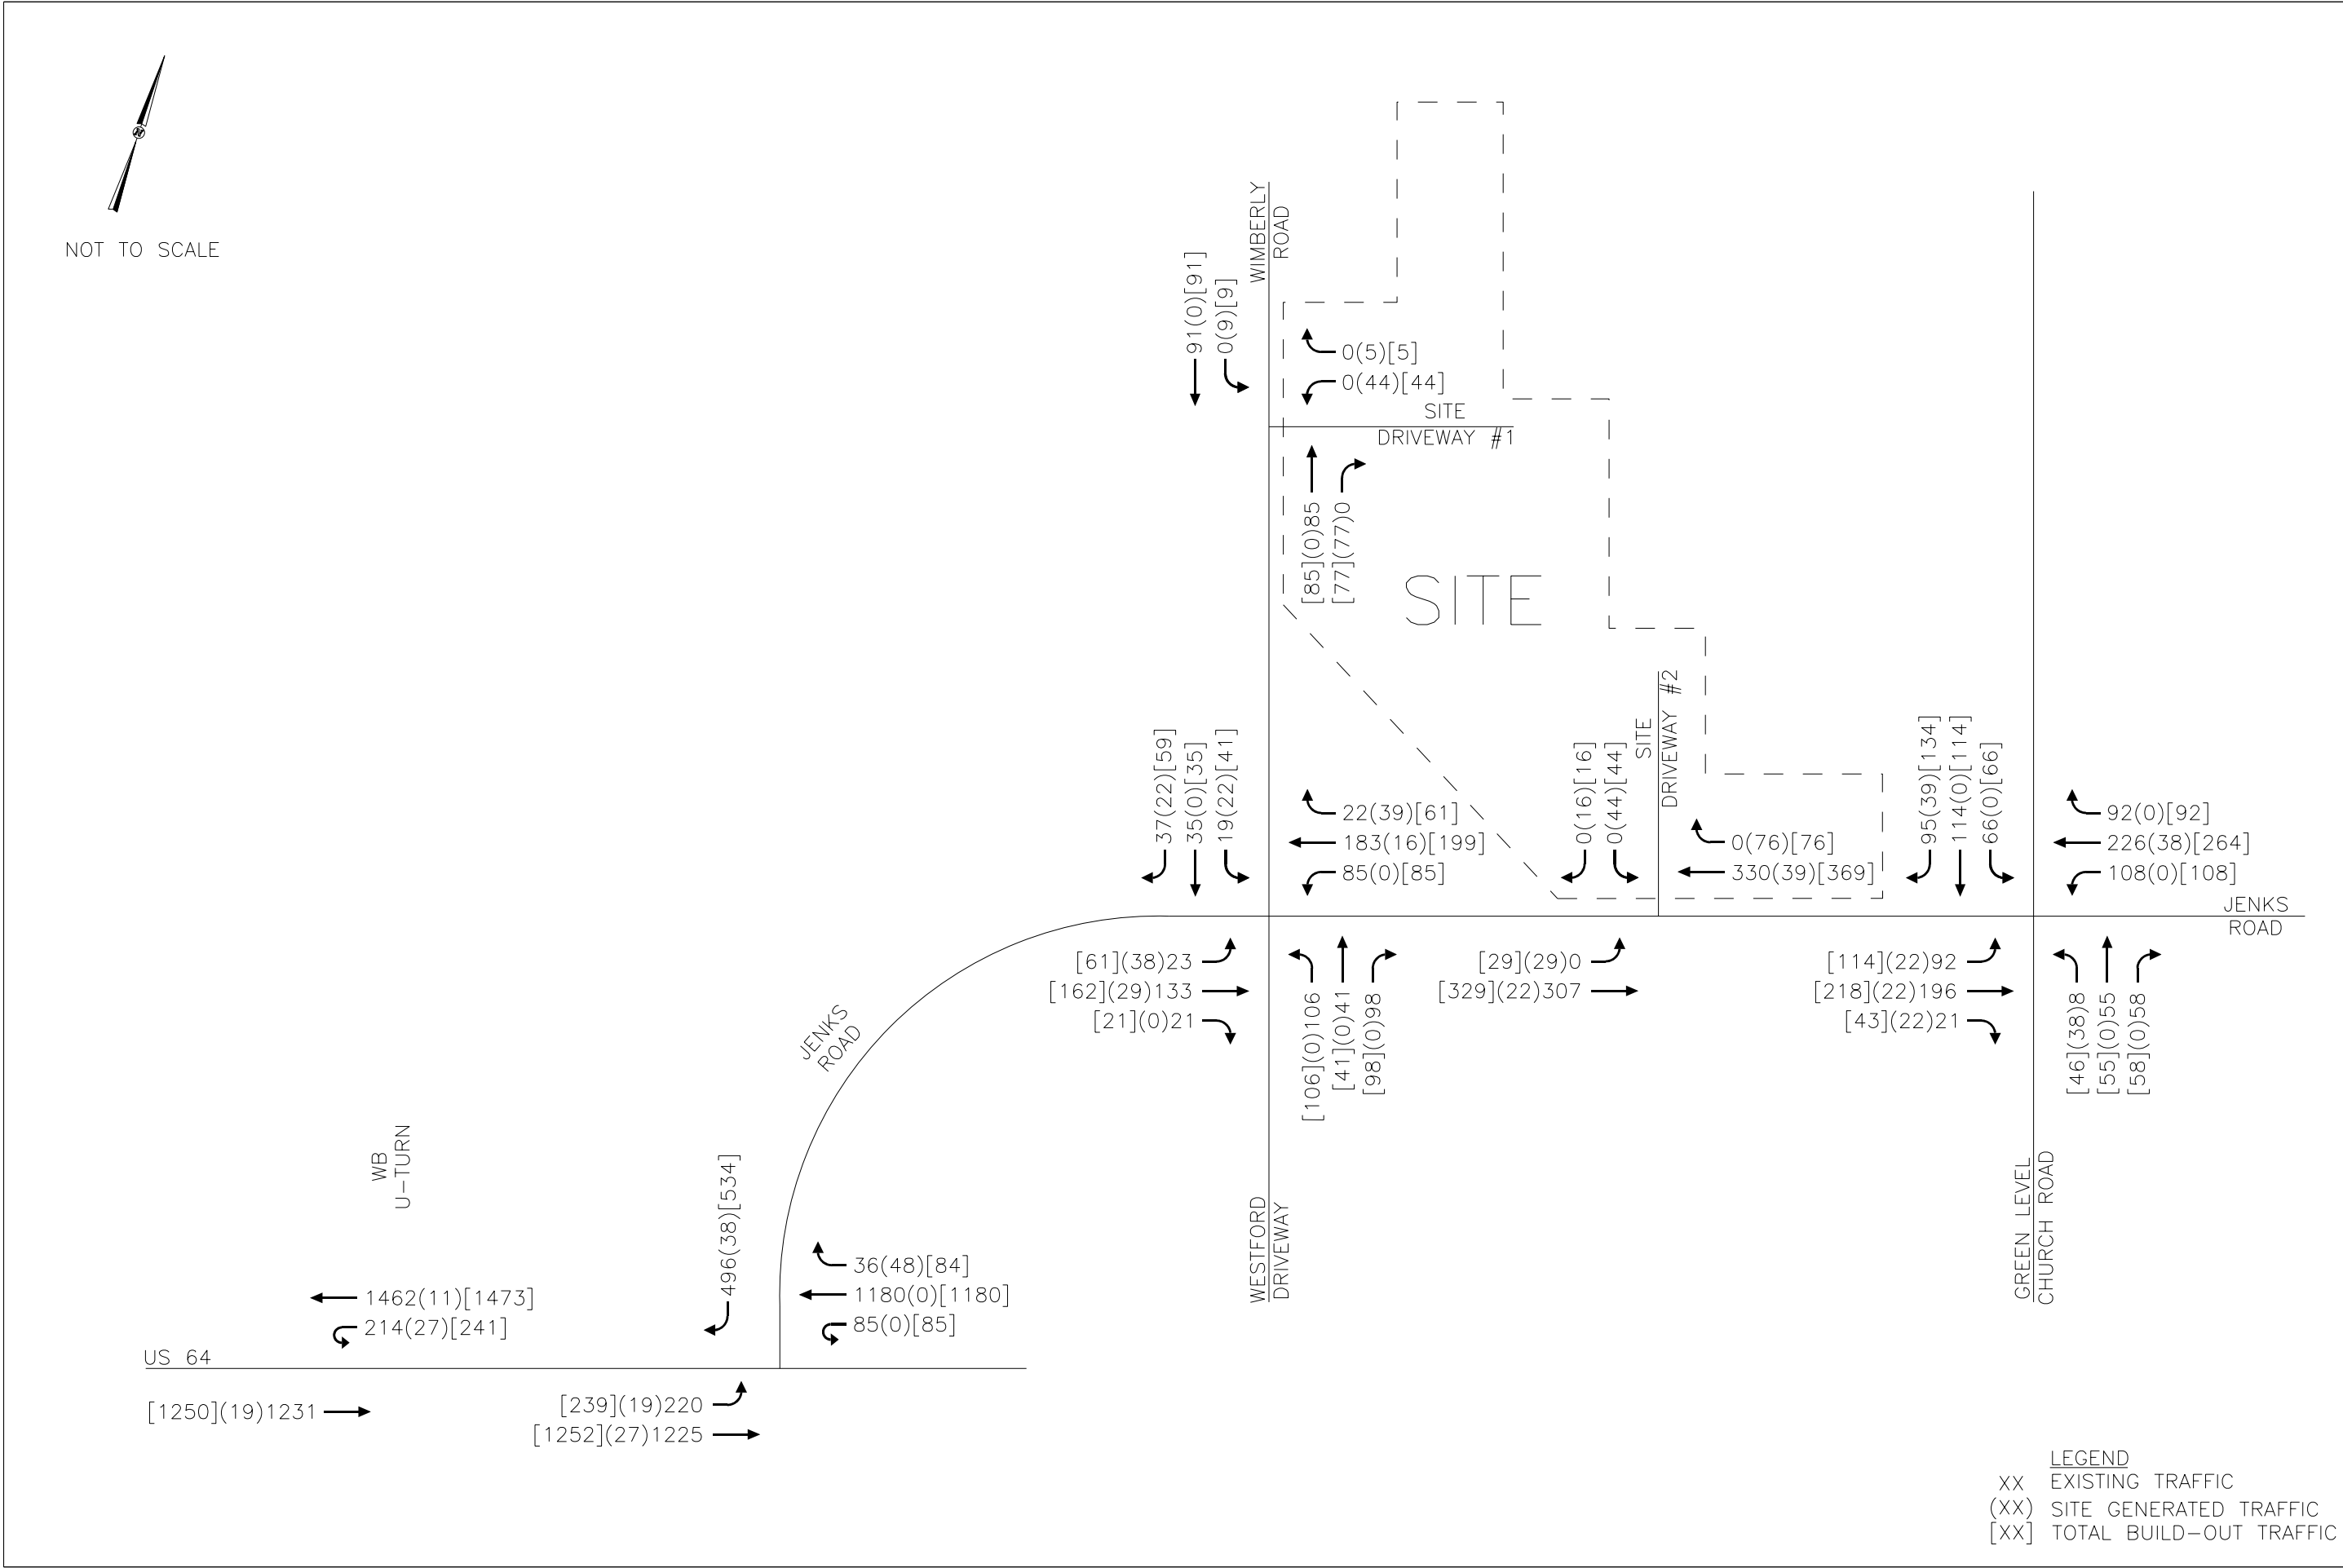 NOT TO SCALE
WIMBERLY
ROAD
91(0)[91]
0(9)[9]
0(5)[5]
0(44)[44]
SITE
DRIVEWAY #1
[85](0)85
[77](77)0
SITE
SITE
DRIVEWAY #2
37(22)[59]
35(0)[35]
19(22)[41]
22(39)[61]
183(16)[199]
85(0)[85]
0(16)[16]
0(44)[44]
0(76)[76]
330(39)[369]
95(39)[134]
114(0)[114]
66(0)[66]
92(0)[92]
226(38)[264]
108(0)[108]
JENKS
ROAD
[61](38)23
[162](29)133
[21](0)21
[106](0)106
[41](0)41
[98](0)98
[29](29)0
[329](22)307
[114](22)92
[218](22)196
[43](22)21
[46](38)8
[55](0)55
[58](0)58
JENKS
ROAD
WB
U-TURN
496(38)[534]
WESTFORD
DRIVEWAY
GREEN LEVEL
CHURCH ROAD
36(48)[84]
1180(0)[1180]
85(0)[85]
1462(11)[1473]
214(27)[241]
US 64
[1250](19)1231
[239](19)220
[1252](27)1225
LEGEND
XX EXISTING TRAFFIC
(XX) SITE GENERATED TRAFFIC
[XX] TOTAL BUILD-OUT TRAFFIC